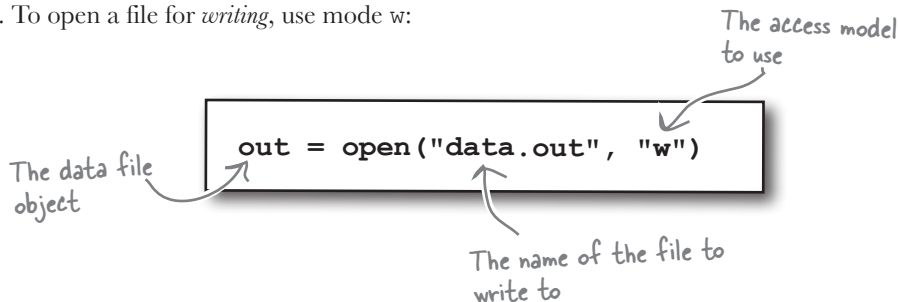 . To open a file for writing, use mode w:
The access model
to use
out = open("data.out", "w")
The data file
object
The name of the file to
write to